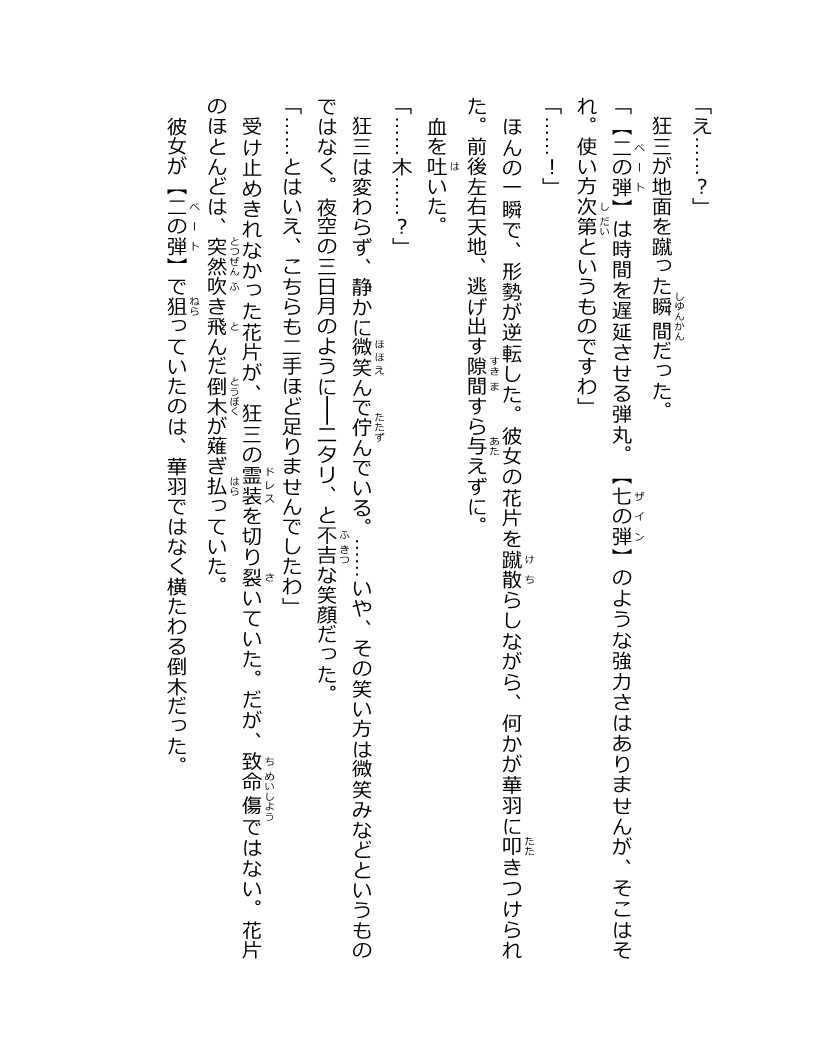 「え……？」
狂三が地面を蹴った瞬間だった。
「【二の弾】は時間を遅延させる弾丸。【七の弾】のような強力さはありませんが、そこはそ
れ。使い方次第というものですわ」
「……！」
ほんの一瞬で、形勢が逆転した。彼女の花片を蹴散らしながら、何かが華羽に叩きつけられ
た。前後左右天地、逃げ出す隙間すら与えずに。
血を吐いた。
「……木……？」
狂三は変わらず、静かに微笑んで佇んでいる。……いや、その笑い方は微笑みなどというもの
ではなく。夜空の三日月のように──ニタリ、と不吉な笑顔だった。
「……とはいえ、こちらも二手ほど足りませんでしたわ」
受け止めきれなかった花片が、狂三の霊装を切り裂いていた。だが、致命傷ではない。花片
のほとんどは、突然吹き飛んだ倒木が薙ぎ払っていた。
彼女が【二の弾】で狙っていたのは、華羽ではなく横たわる倒木だった。